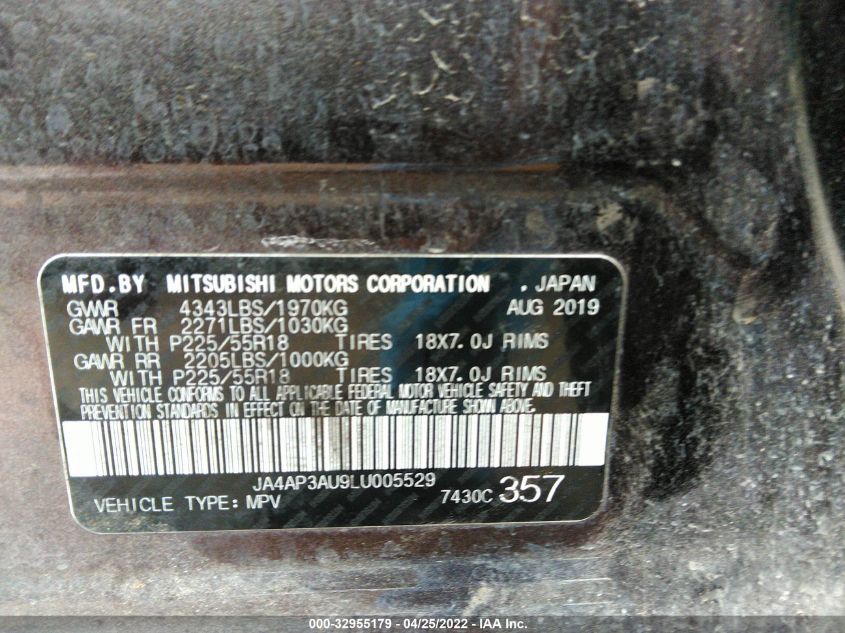 MFD.BY MITSUBISHI MOTORS CORPORATION . JAPAN
GVWR 4343LBS/1970KG AUG 2019
GAWR FR 2271LBS/1030KG
WITH P225/55R18 TIRES 18X7.0J RIMS
GAWR RR 2205LBS/1000KG
WITH P225/55R18 TIRES 18X7.0J RIMS
THIS VEHICLE CONFORMS TO ALL APPLICABLE FEDERAL MOTOR VEHICLE SAFETY AND THEFT
PREVENTION STANDARDS IN EFFECT ON THE DATE OF MANUFACTURE SHOWN ABOVE.
JA4AP3AU9LU005529
VEHICLE TYPE:MPV 7430C 357
000-32955179 - 04/25/2022 - IAA Inc.